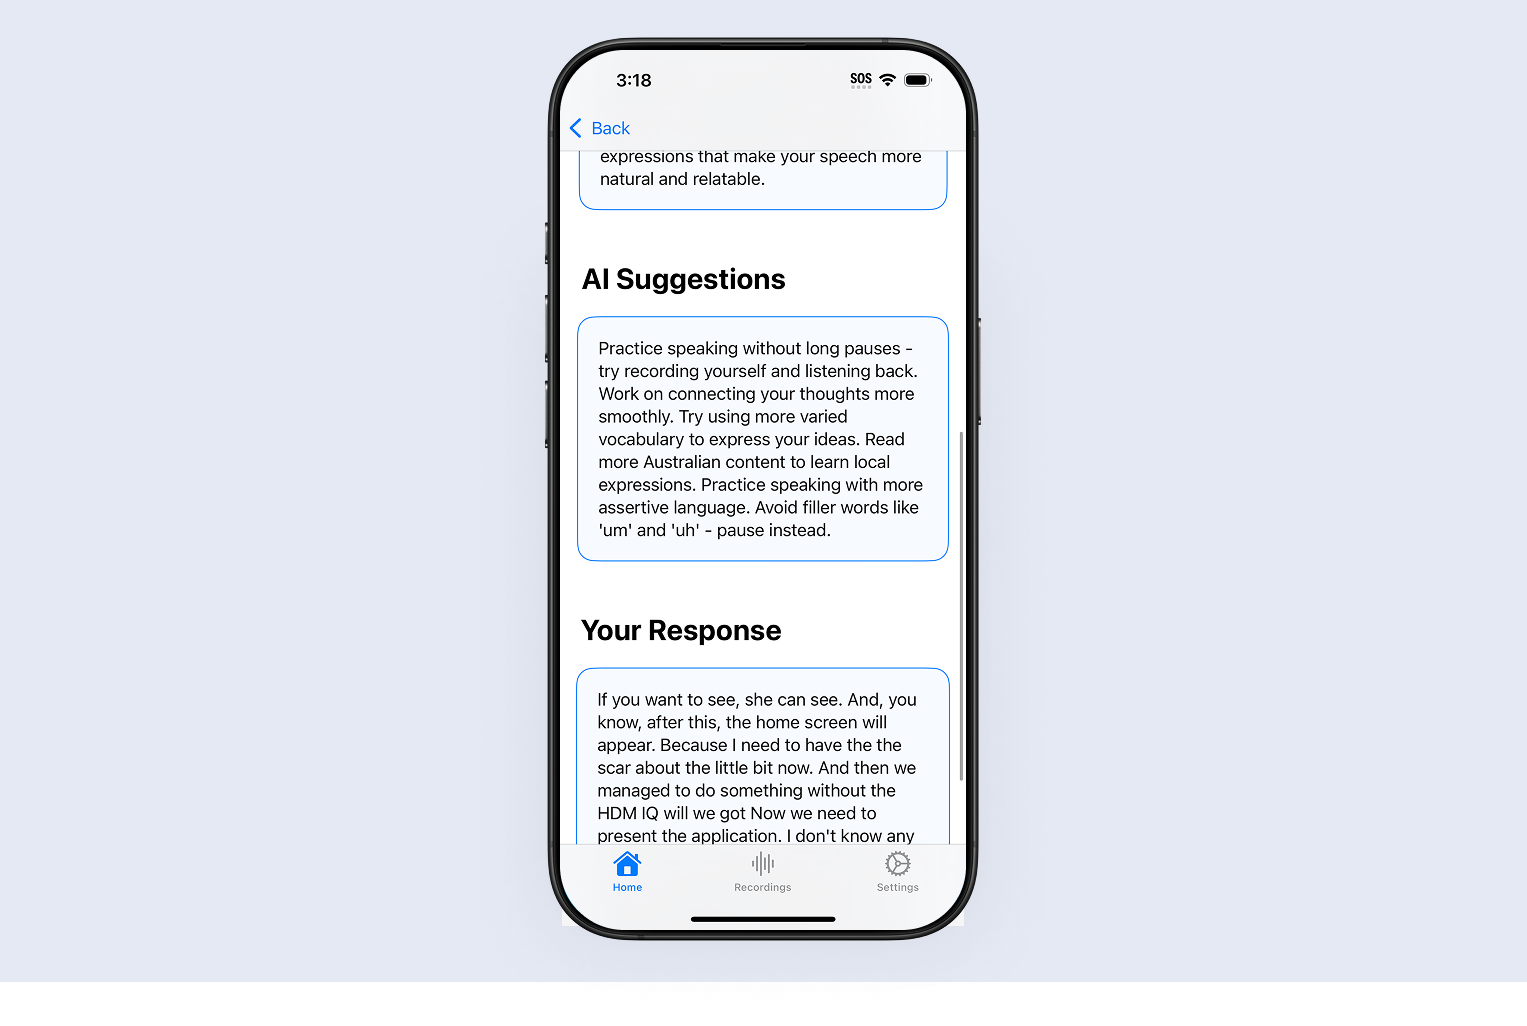 3:18
SOS
Back
expressions that make your speech more
natural and relatable.
AI Suggestions
Practice speaking without long pauses -
try recording yourself and listening back.
Work on connecting your thoughts more
smoothly. Try using more varied
vocabulary to express your ideas. Read
more Australian content to learn local
expressions. Practice speaking with more
assertive language. Avoid filler words like
'um' and 'uh' - pause instead.
Your Response
If you want to see, she can see. And, you
know, after this, the home screen will
appear. Because I need to have the the
scar about the little bit now. And then we
managed to do something without the
HDM IQ will we got Now we need to
present the application. I don't know any
Home
Recordings
Settings